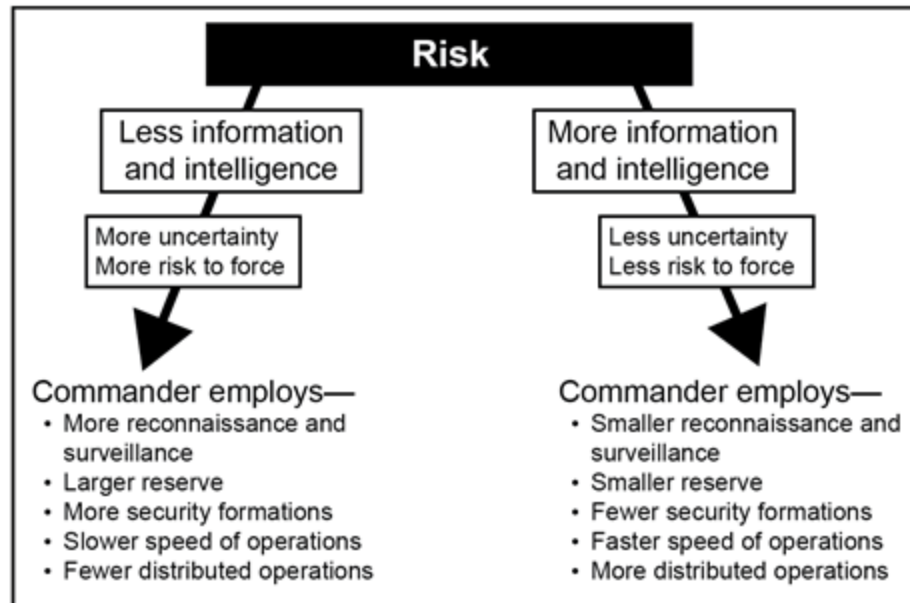 Risk
Less information
and intelligence
More uncertainty
More risk to force
Commander employs—
• More reconnaissance and
surveillance
• Larger reserve
• More security formations
• Slower speed of operations
• Fewer distributed operations
More information
and intelligence
Less uncertainty
Less risk to force
Commander employs—
• Smaller reconnaissance and
surveillance
• Smaller reserve
• Fewer security formations
• Faster speed of operations
• More distributed operations